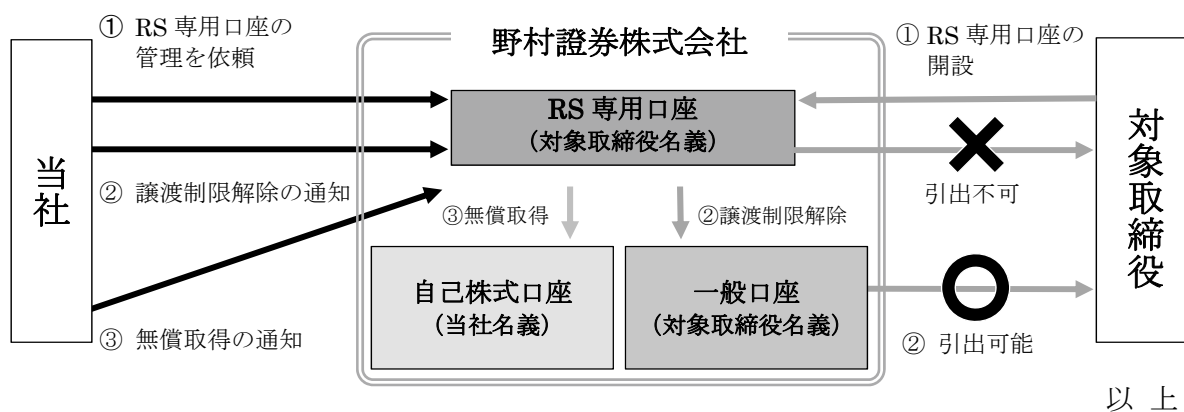 ① RS 専用口座の
管理を依頼
野村證券株式会社
① RS 専用口座の
開設
当社
RS 専用口座
(対象取締役名義)
対象取締役
② 譲渡制限解除の通知
引出不可
③無償取得
②譲渡制限解除
自己株式口座
(当社名義)
一般口座
(対象取締役名義)
③ 無償取得の通知
② 引出可能
以 上